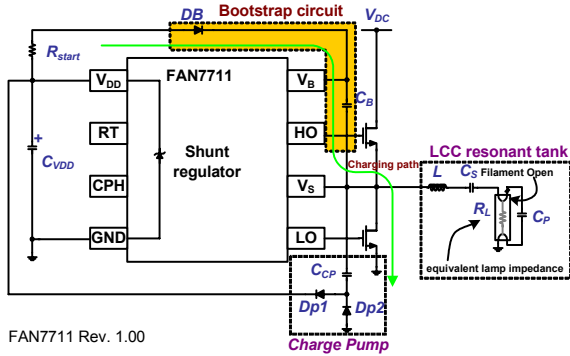 Bootstrap circuit
DB
VDC
Rstart
FAN7711
VDD
VB
CB
RT
HO
Shunt
regulator
Charging path
LCC resonant tank
CVDD
+
CPH
VS
L
CS
Filament Open
RL
CP
GND
LO
equivalent lamp impedance
CCP
Dp1
Dp2
FAN7711 Rev. 1.00
Charge Pump